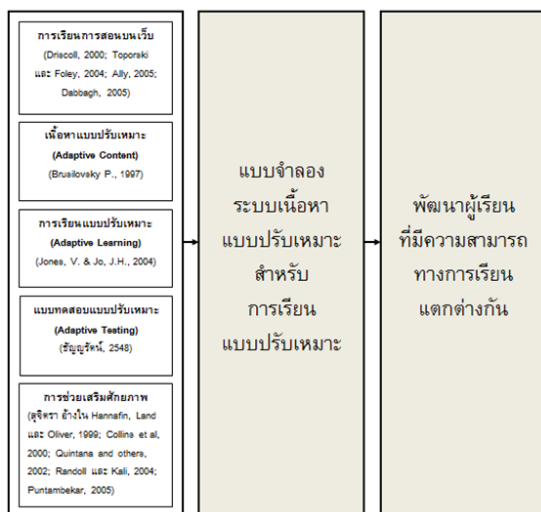 การเรียนการสอนบนเว็บ
(Driscoll, 2000; Toporski
และ Foley, 2004; Ally, 2005;
Dabbagh, 2005)
เนื้อหาแบบปรับเหมาะ
(Adaptive Content)
(Brusilovsky P., 1997)
การเรียนแบบปรับเหมาะ
(Adaptive Learning)
(Jones, V. & Jo, J.H., 2004)
แบบทดสอบแบบปรับเหมาะ
(Adaptive Testing)
(ธัญญรัตน์, 2548)
การช่วยเสริมศักยภาพ
(สุจิตรา อ้างใน Hannafin, Land
และ Oliver, 1999; Collins et al,
2000; Quintana and others,
2002; Randoll และ Kali, 2004;
Puntambekar, 2005)
แบบจำลอง
ระบบเนื้อหา
แบบปรับเหมาะ
สำหรับ
การเรียน
แบบปรับเหมาะ
พัฒนาผู้เรียน
ที่มีความสามารถ
ทางการเรียน
แตกต่างกัน